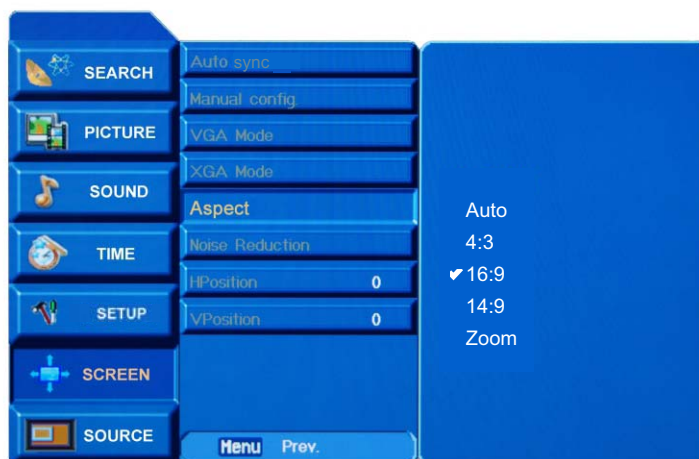 SEARCH
PICTURE
SOUND
TIME
SETUP
SCREEN
SOURCE
Auto sync
Manual config.
VGA Mode
XGA Mode
Aspect
Noise Reduction
HPosition 0
VPosition 0
Menu Prev.
Auto
4:3
16:9
14:9
Zoom